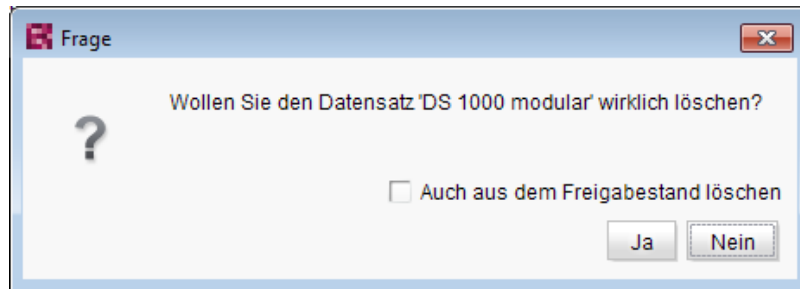 Frage
Wollen Sie den Datensatz 'DS 1000 modular' wirklich löschen?
?
Auch aus dem Freigabestand löschen
Ja Nein